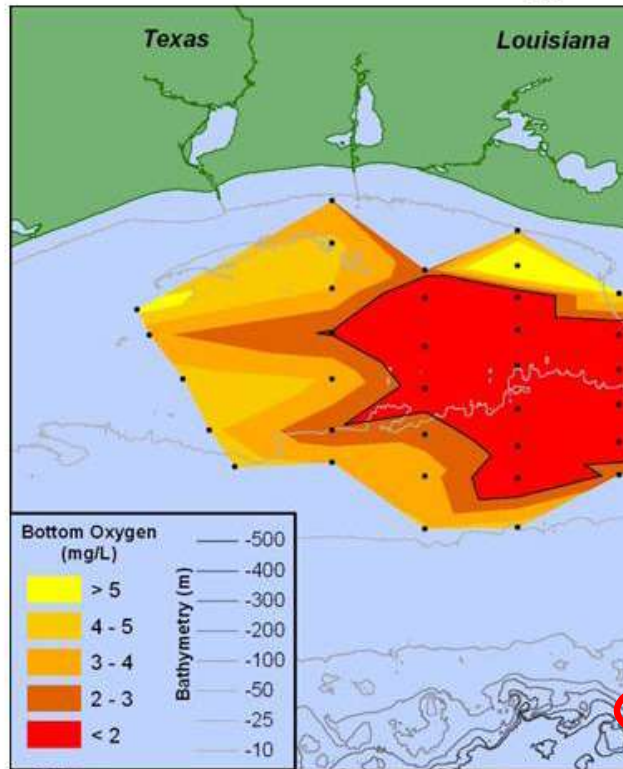 Texas
Louisiana
Bottom Oxygen
(mg/L)
> 5
4 - 5
3 - 4
2 - 3
< 2
Bathymetry (m)
-500
-400
-300
-200
-100
-50
-25
-10